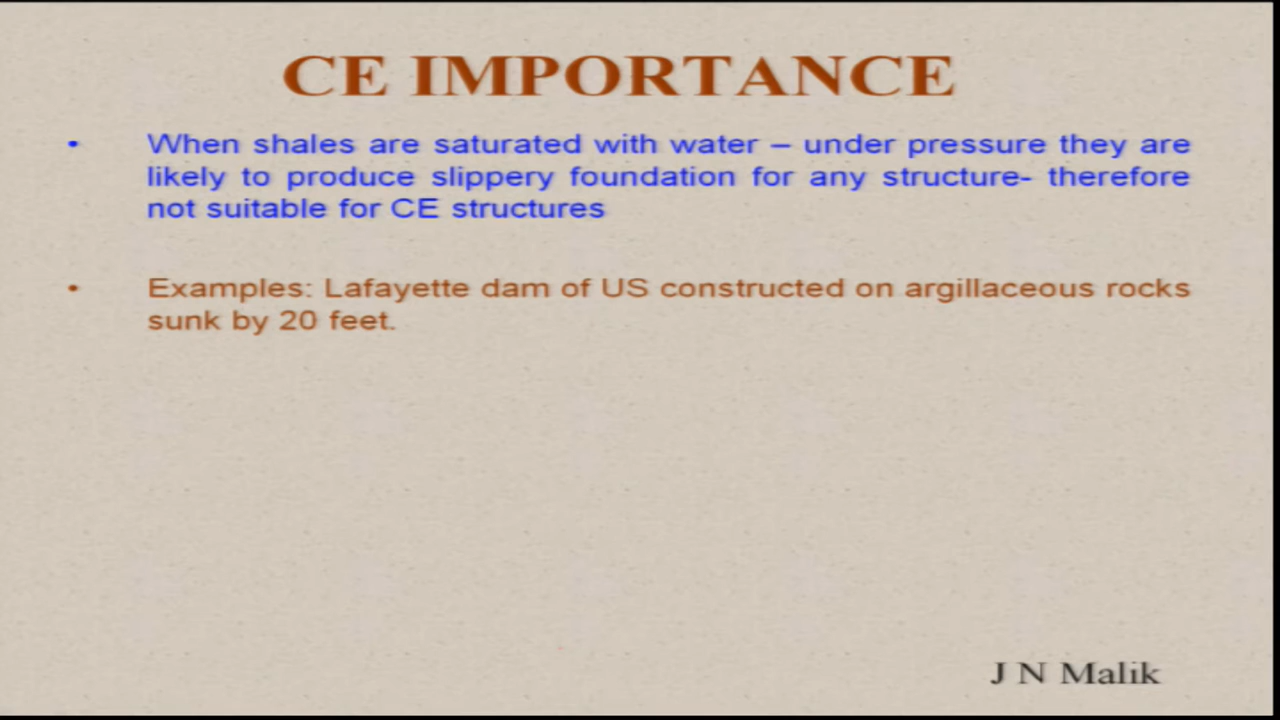 CE IMPORTANCE
• When shales are saturated with water – under pressure they are
likely to produce slippery foundation for any structure- therefore
not suitable for CE structures
• Examples: Lafayette dam of US constructed on argillaceous rocks
sunk by 20 feet.
J N Malik